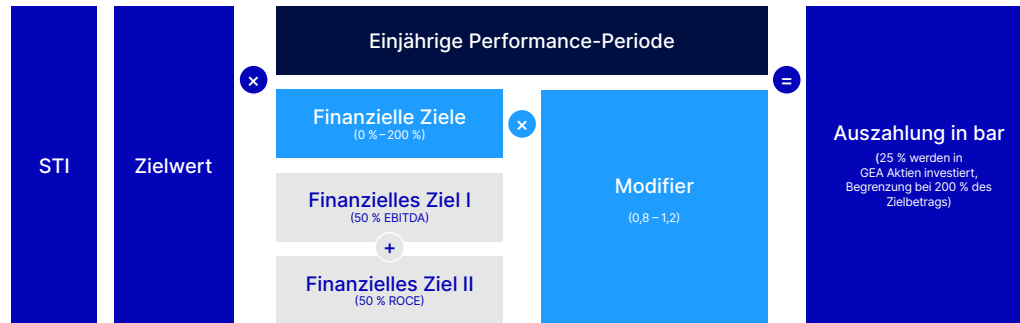 STI
Zielwert
×
Einjährige Performance-Periode
Finanzielle Ziele
(0 % – 200 %)
Finanzielles Ziel I
(50 % EBITDA)
+
Finanzielles Ziel II
(50 % ROCE)
×
Modifier
(0,8 – 1,2)
=
Auszahlung in bar
(25 % werden in
GEA Aktien investiert,
Begrenzung bei 200 % des
Zielbetrags)